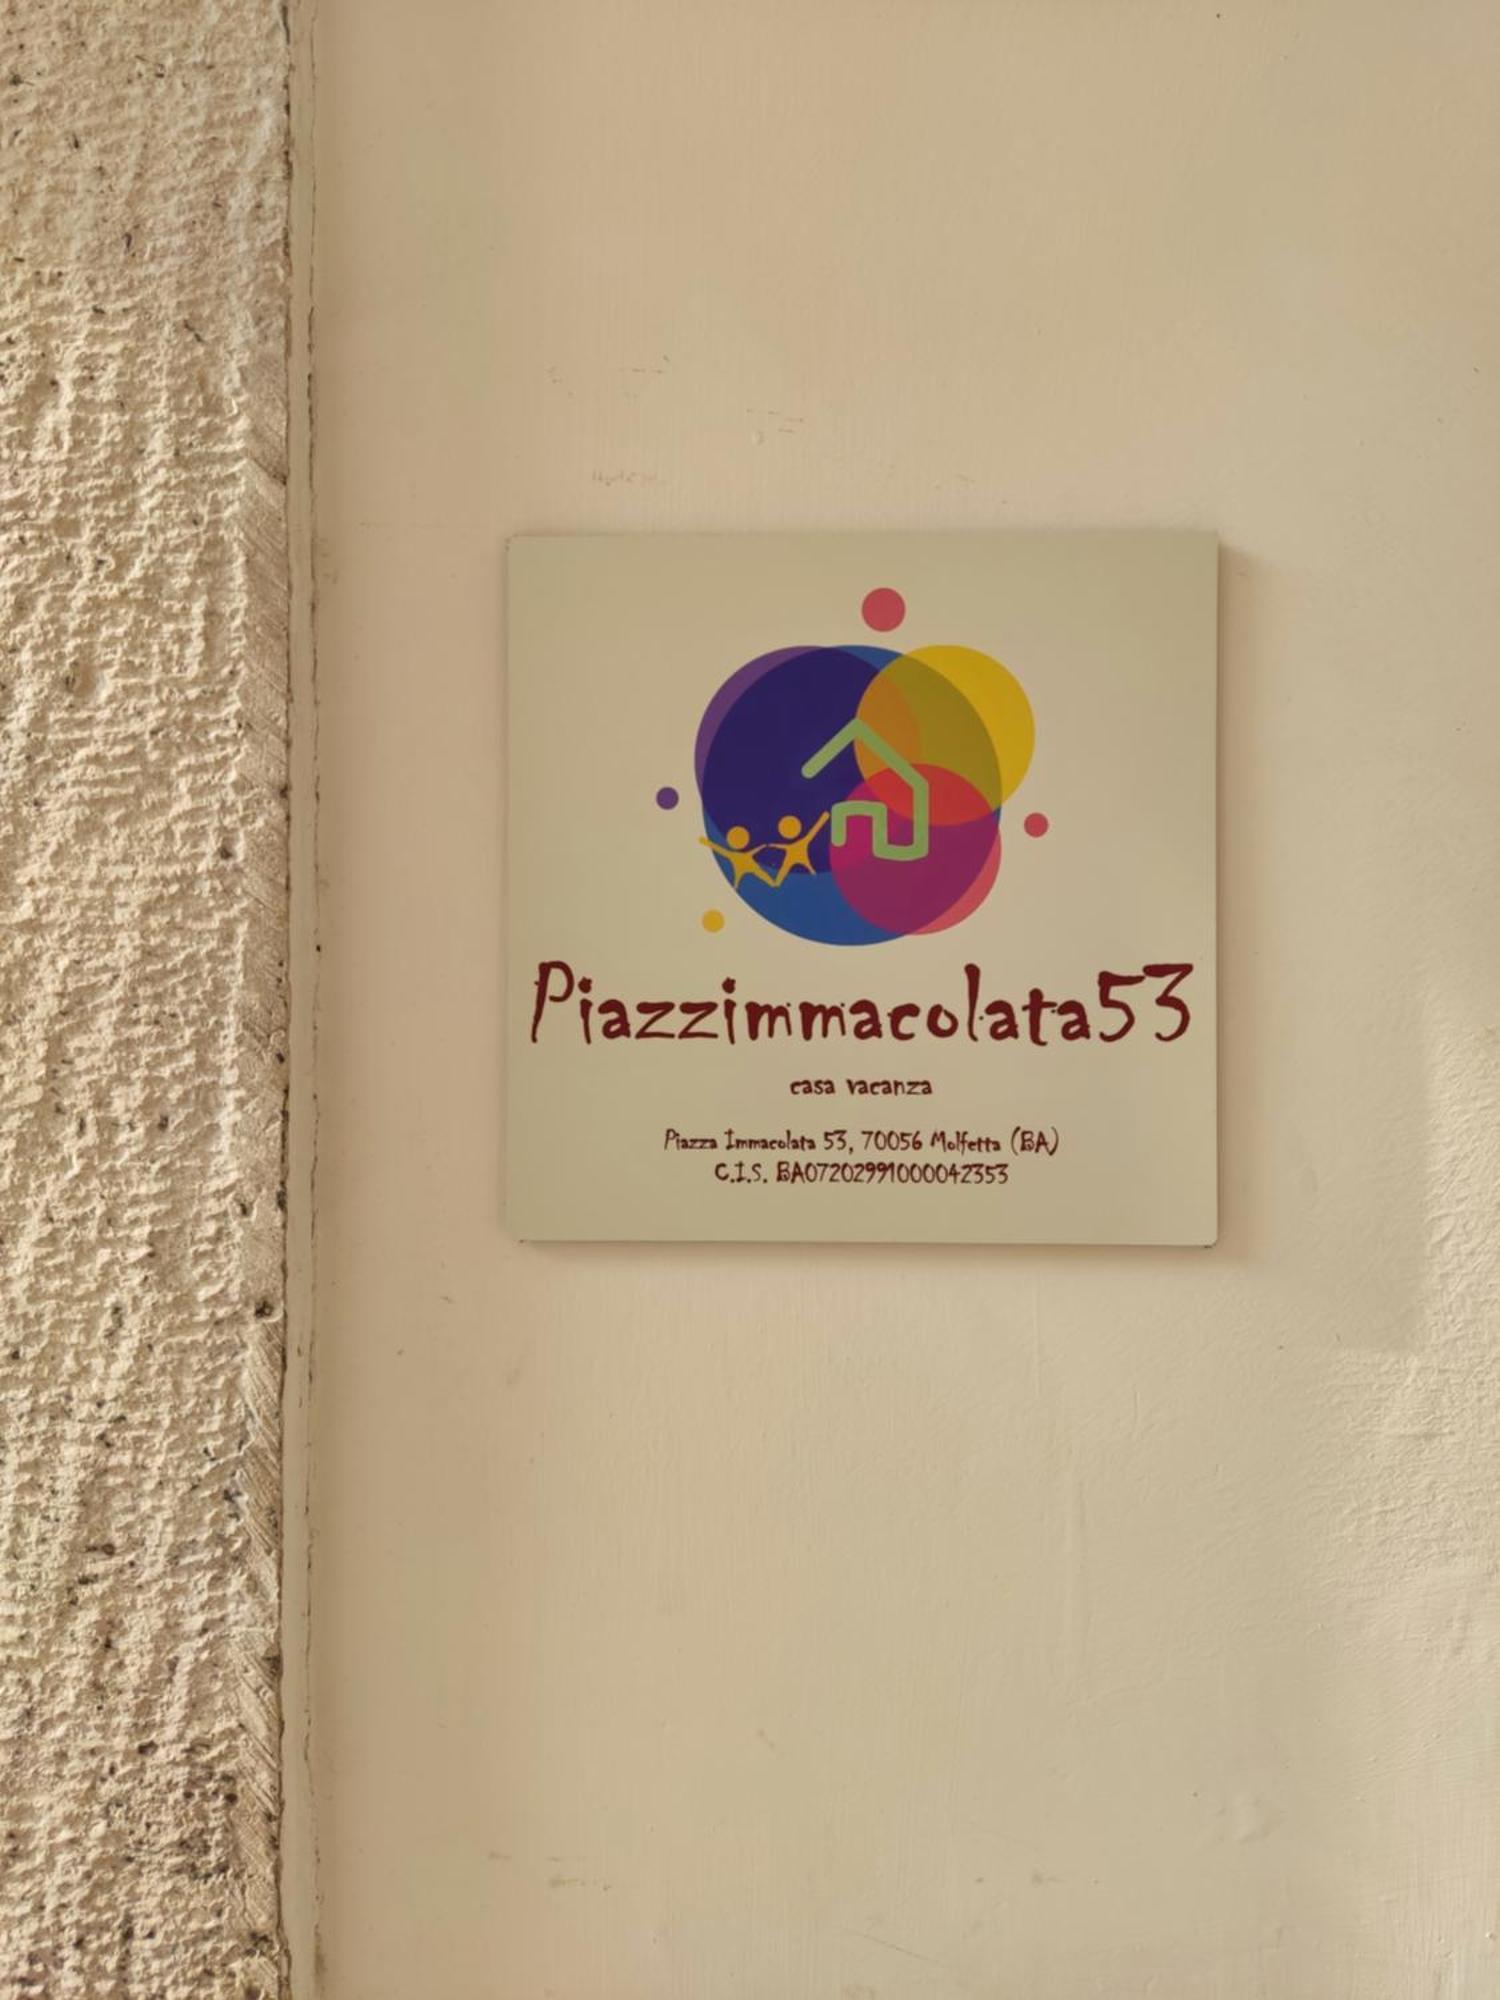 Piazzimmacolata53
casa vacanza
Piazza Immacolata 53, 70056 Molfetta (BA)
C.I.S. BA07202991000042353